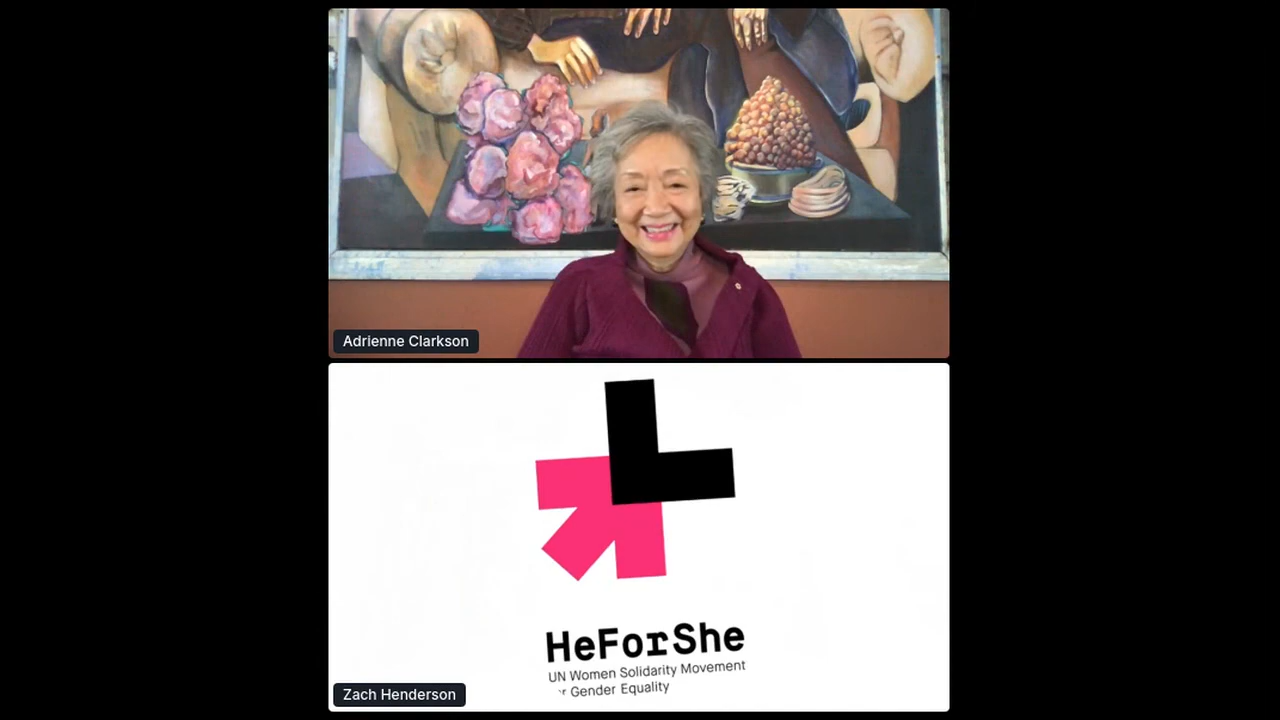 Adrienne Clarkson
HeForShe
UN Women Solidarity Movement
Gender Equality
Zach Henderson